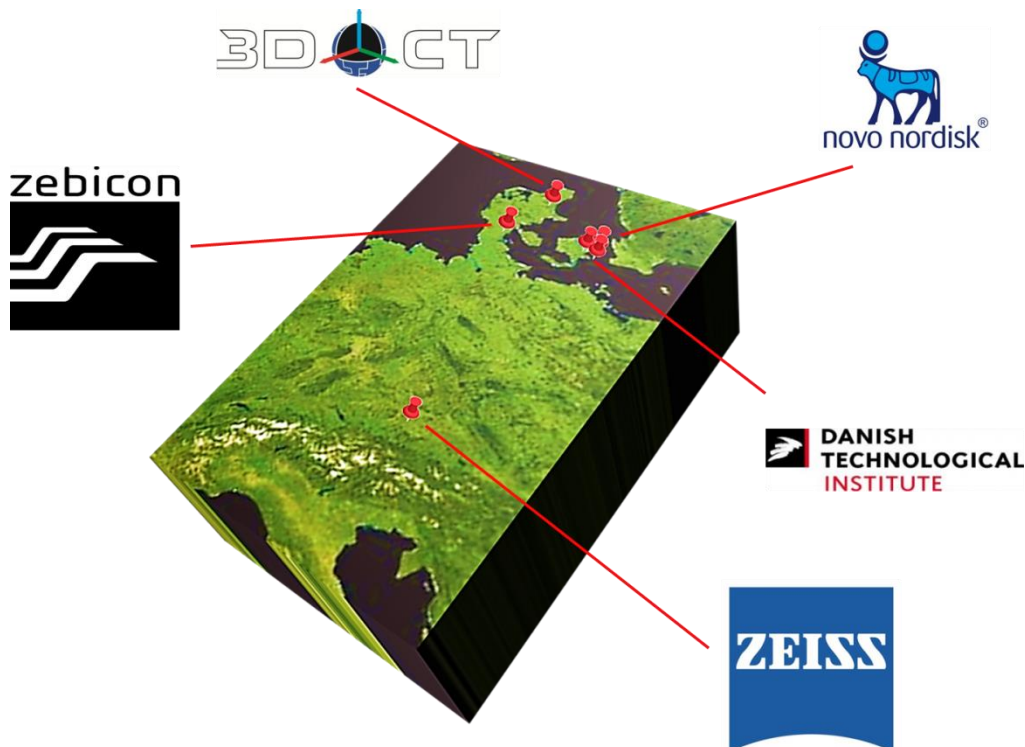 3D CT
novo nordisk®
zebicon
DANISH
TECHNOLOGICAL
INSTITUTE
ZEISS